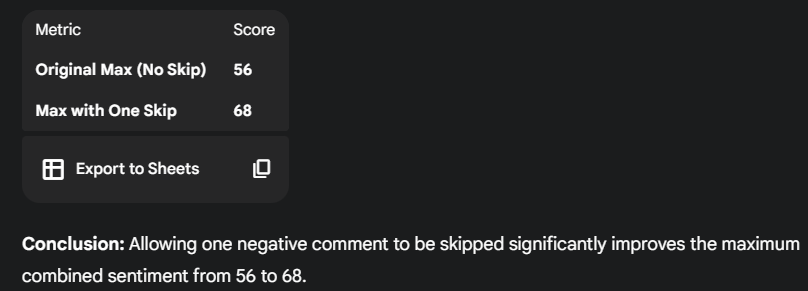 Metric Score
Original Max (No Skip) 56
Max with One Skip 68
Export to Sheets
Conclusion: Allowing one negative comment to be skipped significantly improves the maximum
combined sentiment from 56 to 68.